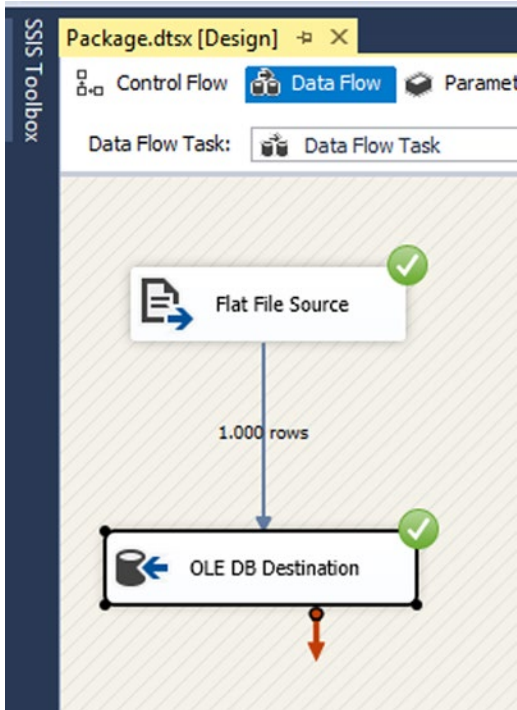 SSIS Toolbox
Package.dtsx [Design]
Control Flow Data Flow Paramet
Data Flow Task: Data Flow Task
Flat File Source
1.000 rows
OLE DB Destination